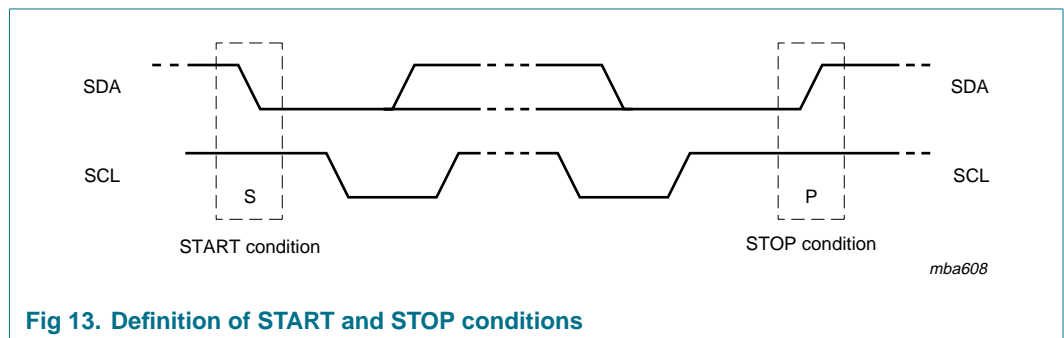 SDA SDA
SCL SCL
S P
START condition STOP condition
mba608
Fig 13. Definition of START and STOP conditions